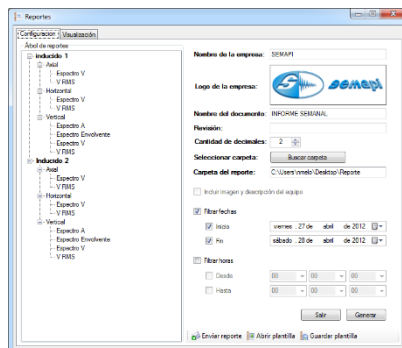 Reportes
Configuracion
Visualización
Árbol de reportes
Inducido 1
Axial
Espectro V
V RMS
Horizontal
Espectro V
V RMS
Vertical
Espectro A
Espectro Envolvente
Espectro V
V RMS
Inducido 2
Axial
Espectro V
V RMS
Horizontal
Espectro V
V RMS
Vertical
Espectro A
Espectro Envolvente
Espectro V
V RMS
Nombre de la empresa: SEMAPI
Logo de la empresa:
S semapi
Nombre del documento: INFORME SEMANAL
Revisión:
Cantidad de decimales: 2
Seleccionar carpeta: Buscar carpeta
Carpeta del reporte: C:\Users\nmelo\Desktop\Reporte
Incluir imagen y descripción del equipo
Filtrar fechas
Inicio viernes , 27 de abril de 2012
Fin sábado , 28 de abril de 2012
Filtrar horas
Desde 00 00 00
Hasta 00 00 00
Salir Generar
Enviar reporte Abrir plantilla Guardar plantilla